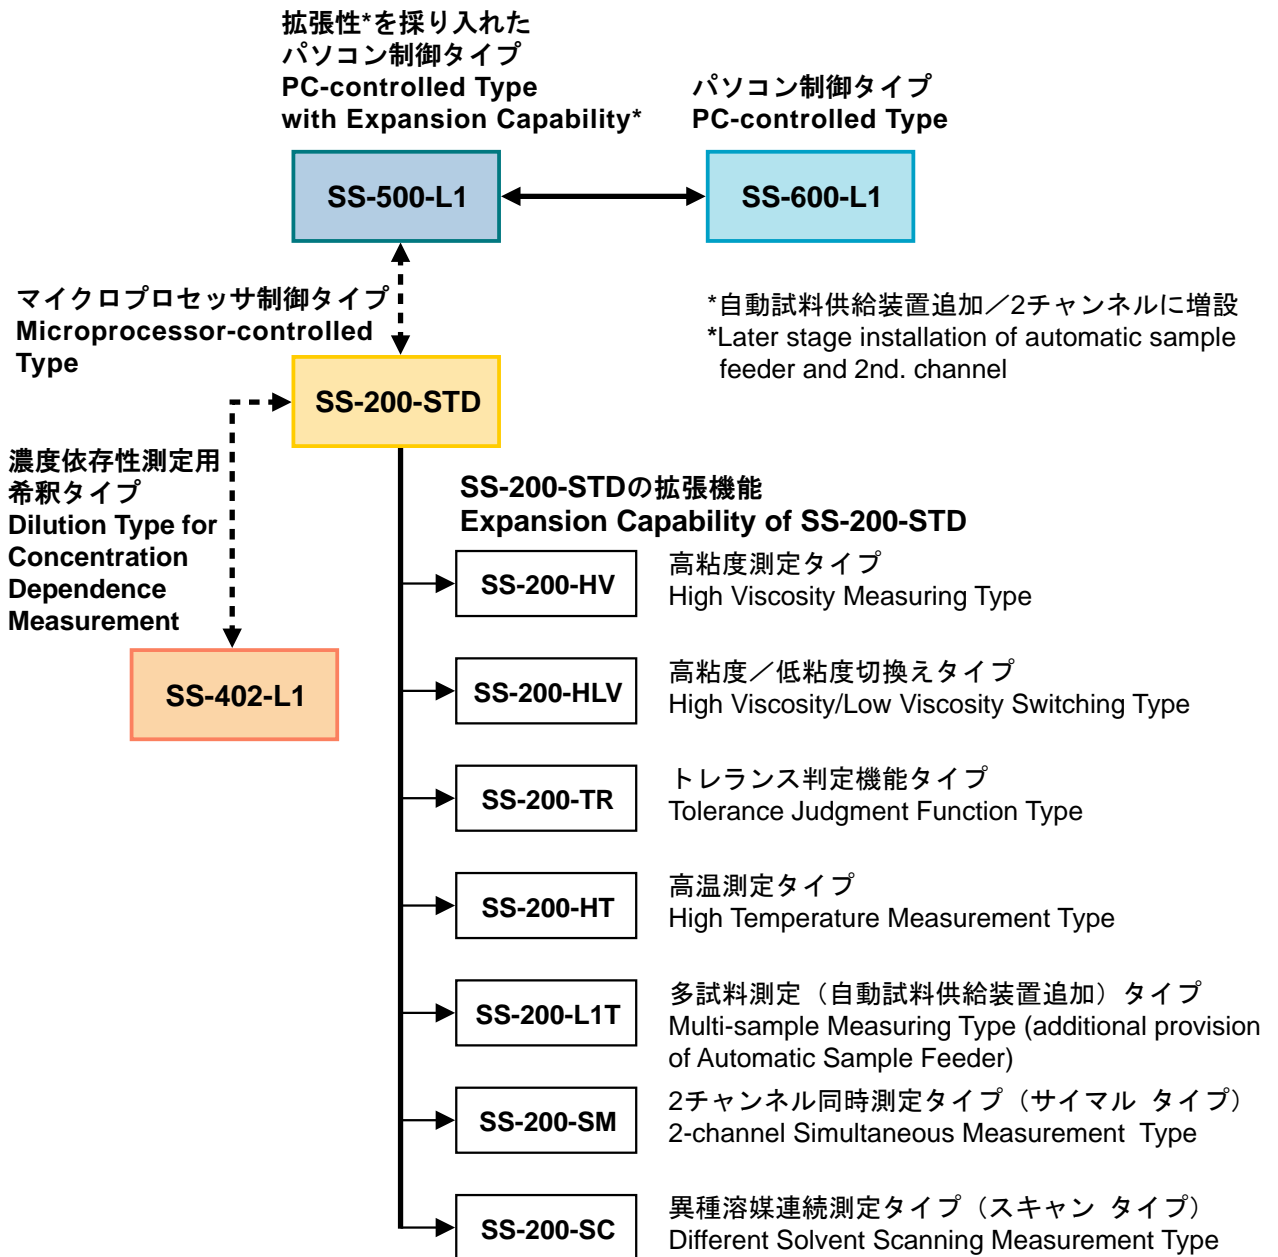 拡張性*を採り入れた
パソコン制御タイプ
PC-controlled Type
with Expansion Capability*
パソコン制御タイプ
PC-controlled Type
SS-500-L1
SS-600-L1
マイクロプロセッサ制御タイプ
Microprocessor-controlled
Type
*自動試料供給装置追加／2チャンネルに増設
*Later stage installation of automatic sample
feeder and 2nd. channel
SS-200-STD
濃度依存性測定用
希釈タイプ
Dilution Type for
Concentration
Dependence
Measurement
SS-402-L1
SS-200-STDの拡張機能
Expansion Capability of SS-200-STD
SS-200-HV
高粘度測定タイプ
High Viscosity Measuring Type
SS-200-HLV
高粘度／低粘度切換えタイプ
High Viscosity/Low Viscosity Switching Type
SS-200-TR
トレランス判定機能タイプ
Tolerance Judgment Function Type
SS-200-HT
高温測定タイプ
High Temperature Measurement Type
SS-200-L1T
多試料測定（自動試料供給装置追加）タイプ
Multi-sample Measuring Type (additional provision
of Automatic Sample Feeder)
SS-200-SM
2チャンネル同時測定タイプ（サイマル タイプ）
2-channel Simultaneous Measurement Type
SS-200-SC
異種溶媒連続測定タイプ（スキャン タイプ）
Different Solvent Scanning Measurement Type